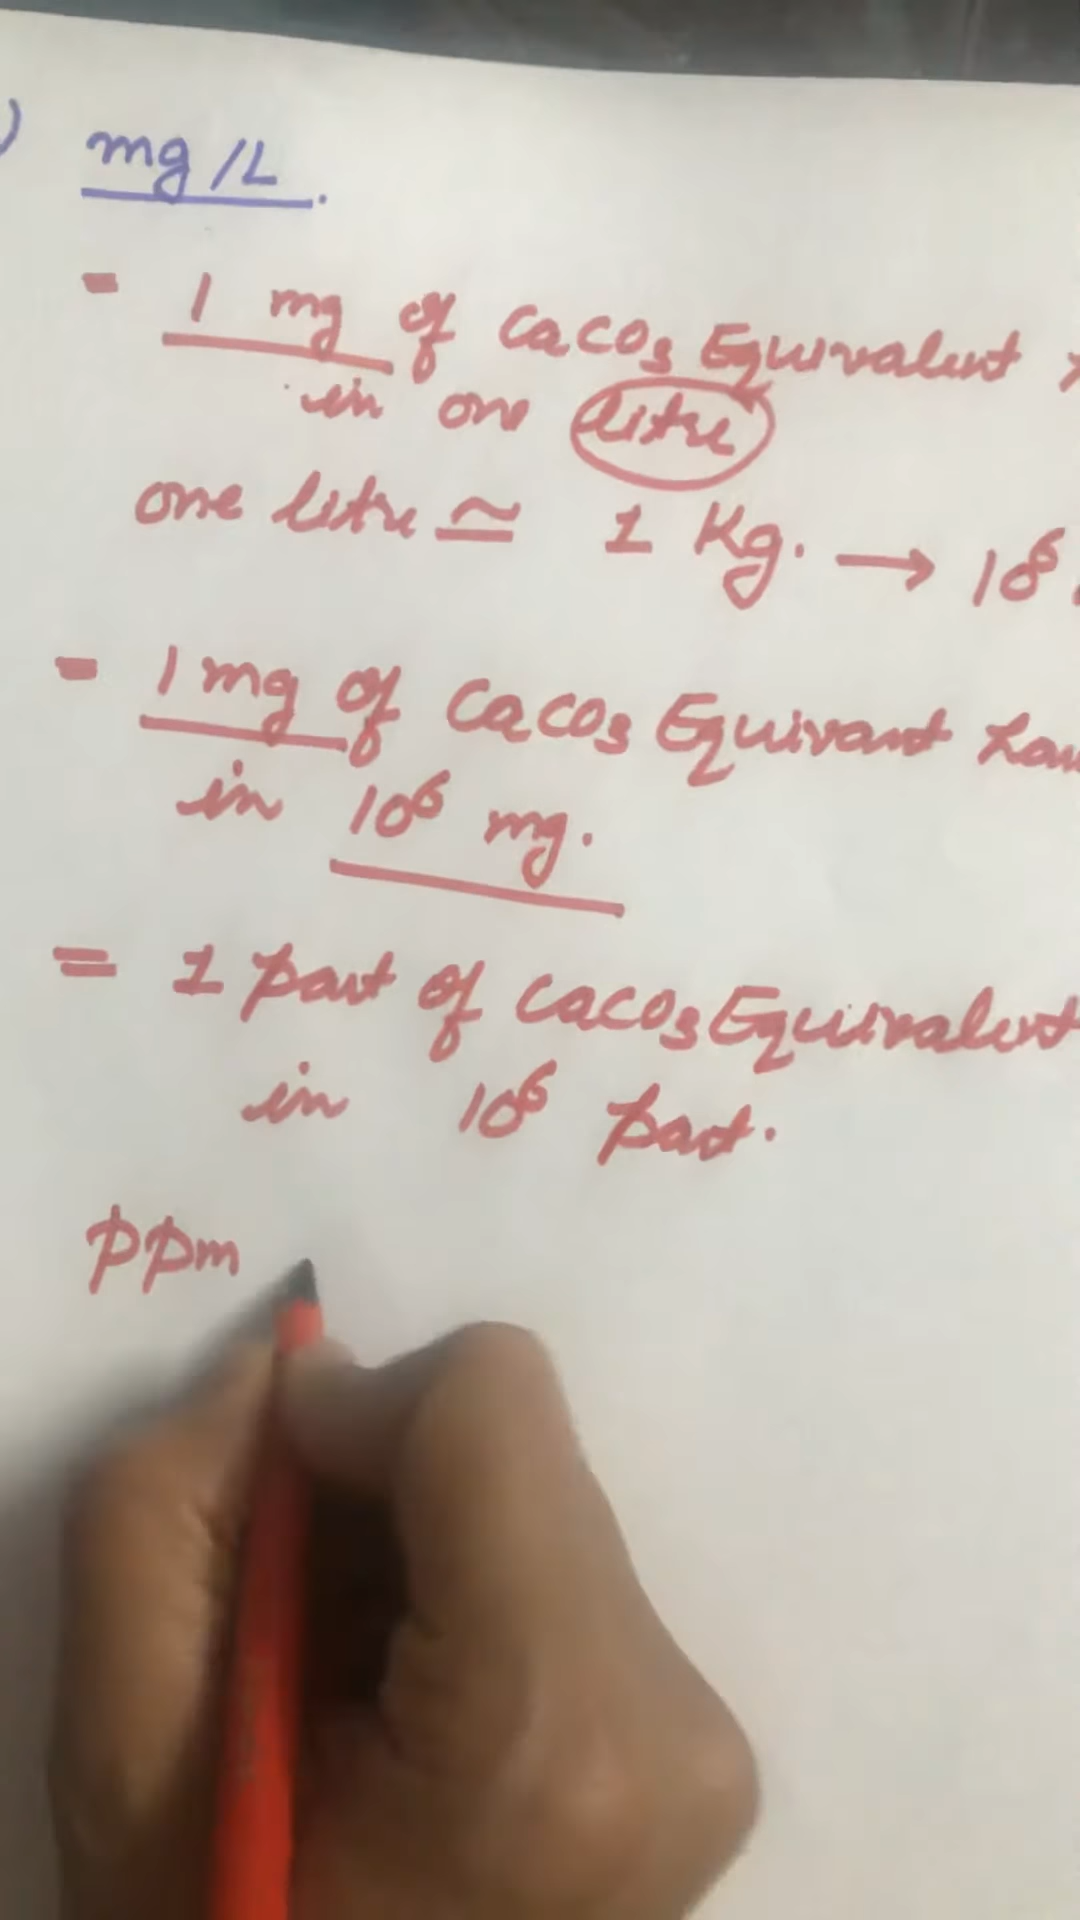 ) mg/L.
= 1 mg of CaCO₃ Equivalent
in one litre
one litre ≃ 1 Kg. → 10⁶
= 1 mg of CaCO₃ Equivant
in 10⁶ mg.
= 1 part of CaCO₃ Equivalent
in 10⁶ part.
ppm